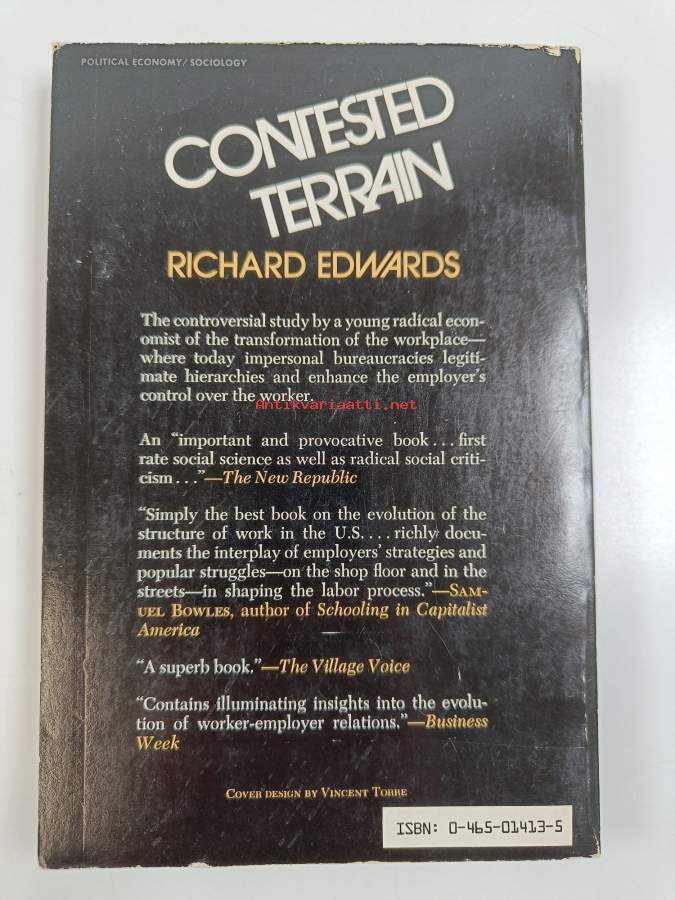 POLITICAL ECONOMY/SOCIOLOGY
CONTESTED
TERRAIN
RICHARD EDWARDS
The controversial study by a young radical econ-
omist of the transformation of the workplace—
where today impersonal bureaucracies legiti-
mate hierarchies and enhance the employer's
control over the worker.
Antikvariaatti.net
An “important and provocative book . . . first
rate social science as well as radical social criti-
cism . . .”—The New Republic
“Simply the best book on the evolution of the
structure of work in the U.S. . . . richly docu-
ments the interplay of employers' strategies and
popular struggles—on the shop floor and in the
streets—in shaping the labor process.”—SAM-
UEL BOWLES, author of Schooling in Capitalist
America
“A superb book.”—The Village Voice
“Contains illuminating insights into the evolu-
tion of worker-employer relations.”—Business
Week
COVER DESIGN BY VINCENT TORRE
ISBN: 0-465-01413-5